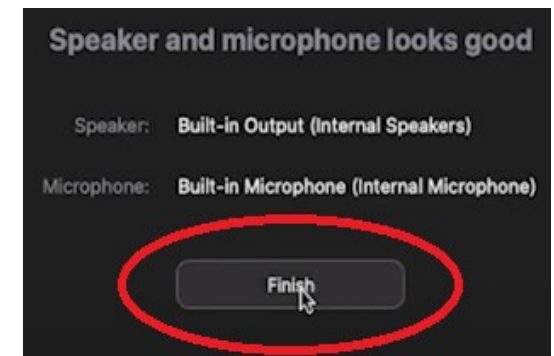 Speaker and microphone looks good
Speaker: Built-in Output (Internal Speakers)
Microphone: Built-in Microphone (Internal Microphone)
Finish